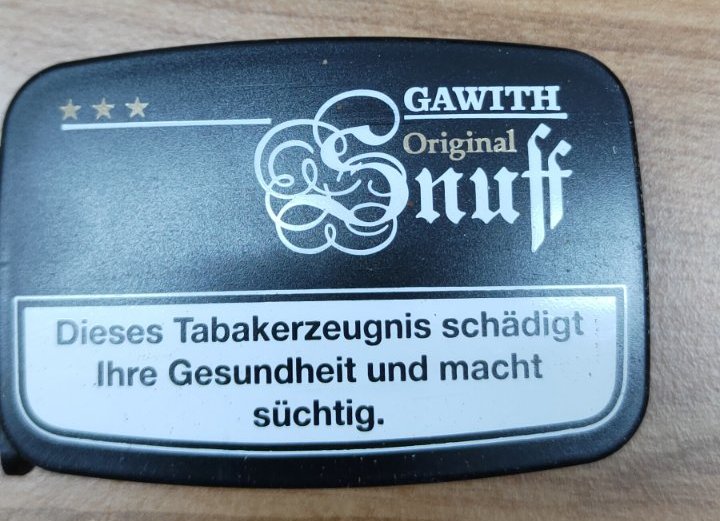 GAWITH
Original
Snuff
Dieses Tabakerzeugnis schädigt
Ihre Gesundheit und macht
süchtig.